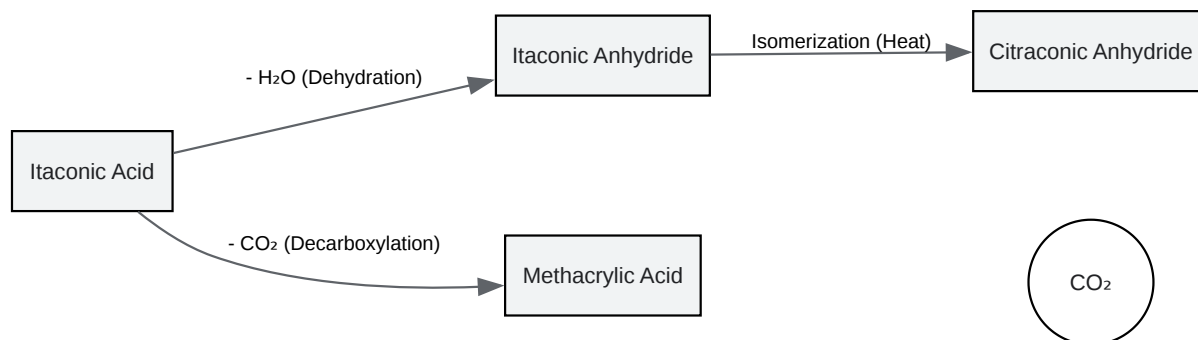 Itaconic Anhydride
Isomerization (Heat)
Citraconic Anhydride
- H₂O (Dehydration)
Itaconic Acid
- CO₂ (Decarboxylation)
Methacrylic Acid
CO₂